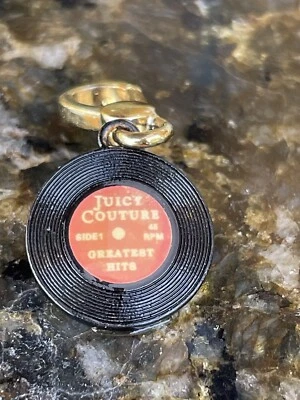 JUICY
COUTURE
SIDE 1 45
RPM
GREATEST
HITS